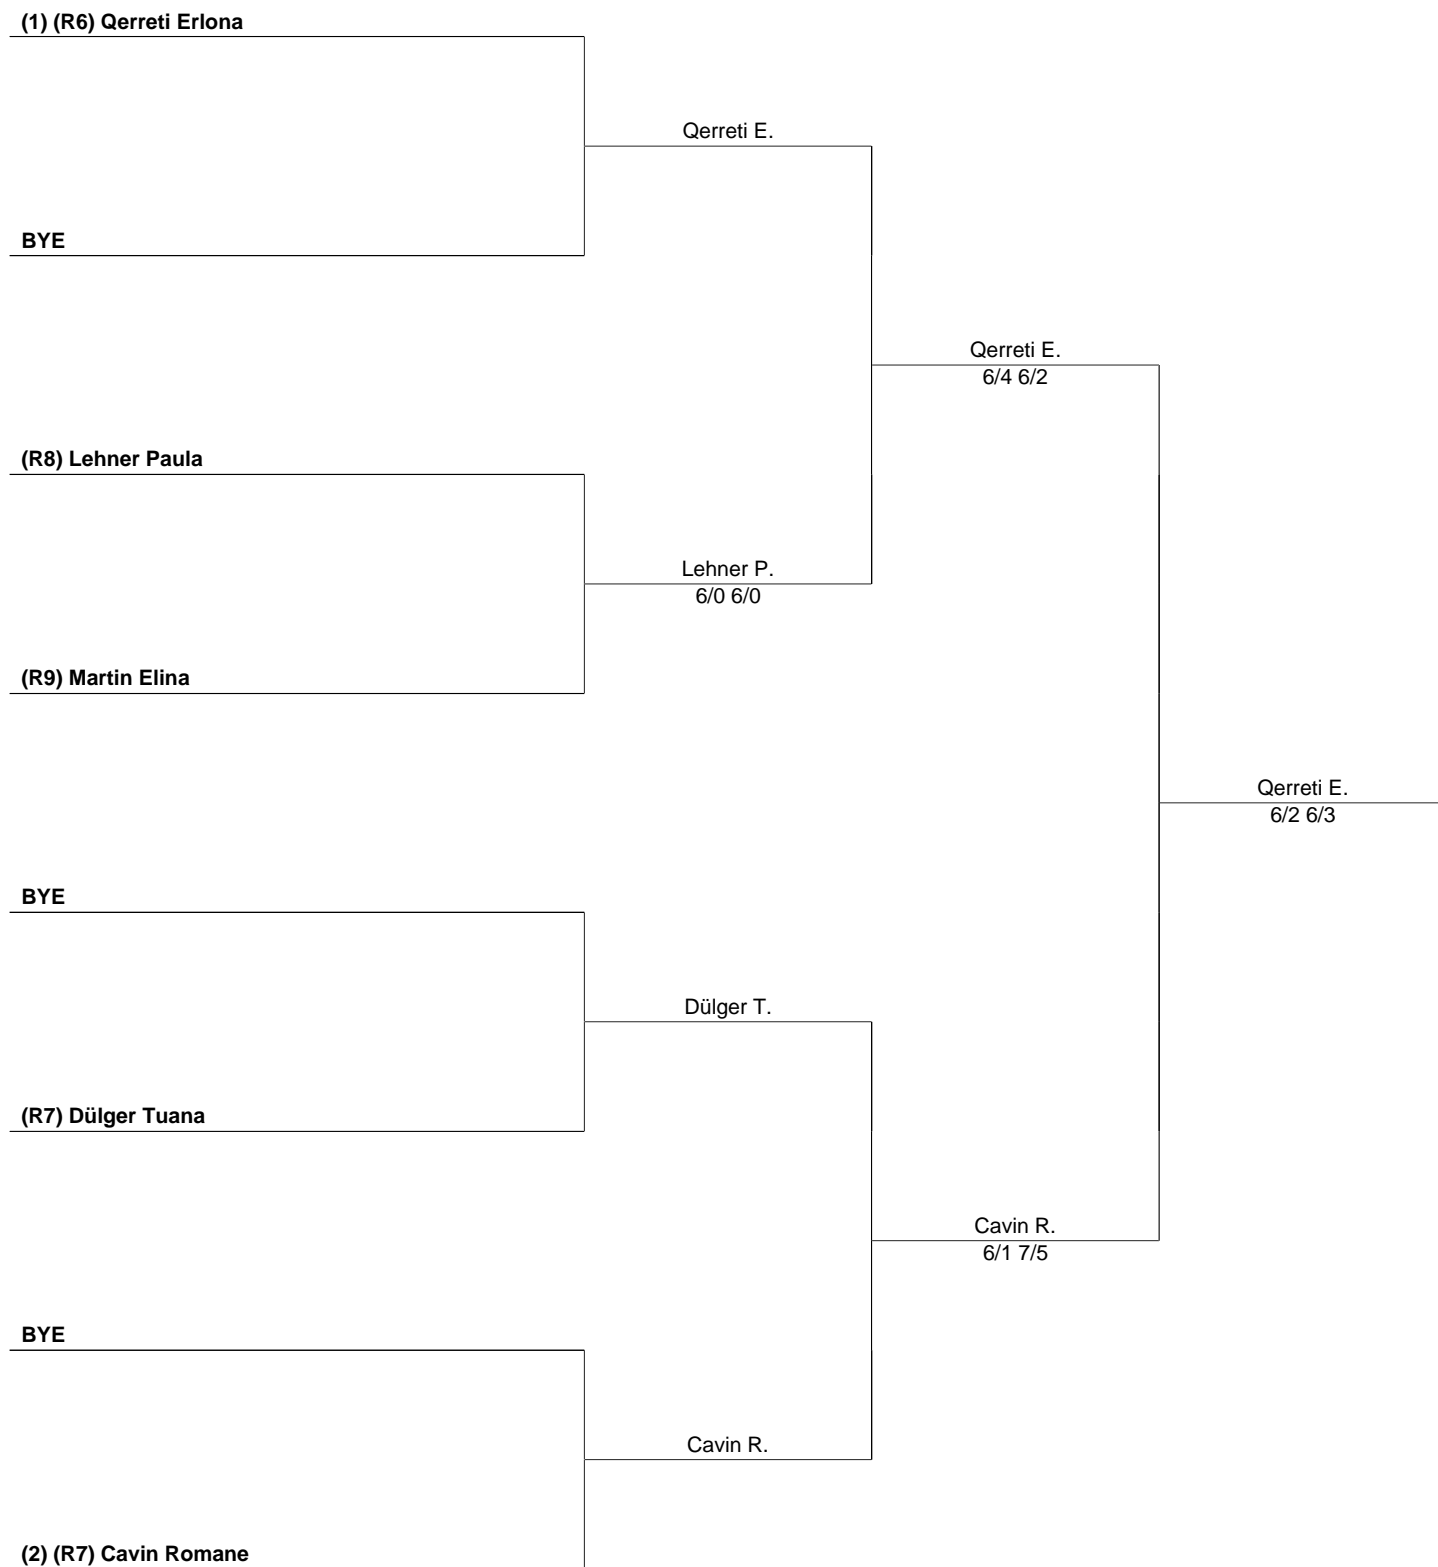 (1) (R6) Qerreti Erlona
Qerreti E.
BYE
Qerreti E.
6/4 6/2
(R8) Lehner Paula
Lehner P.
6/0 6/0
(R9) Martin Elina
Qerreti E.
6/2 6/3
BYE
Dülger T.
(R7) Dülger Tuana
Cavin R.
6/1 7/5
BYE
Cavin R.
(2) (R7) Cavin Romane